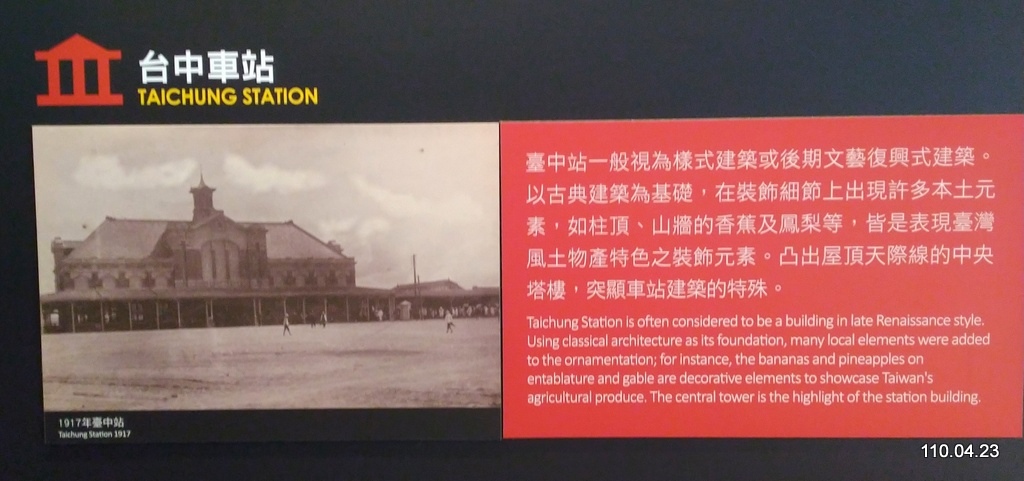 台中車站
TAICHUNG STATION
臺中站一般視為樣式建築或後期文藝復興式建築。
以古典建築為基礎，在裝飾細節上出現許多本土元
素，如柱頂、山牆的香蕉及鳳梨等，皆是表現臺灣
風土物產特色之裝飾元素。凸出屋頂天際線的中央
塔樓，突顯車站建築的特殊。
Taichung Station is often considered to be a building in late Renaissance style.
Using classical architecture as its foundation, many local elements were added
to the ornamentation; for instance, the bananas and pineapples on
entablature and gable are decorative elements to showcase Taiwan's
agricultural produce. The central tower is the highlight of the station building.
1917年臺中站
Taichung Station 1917
110.04.23